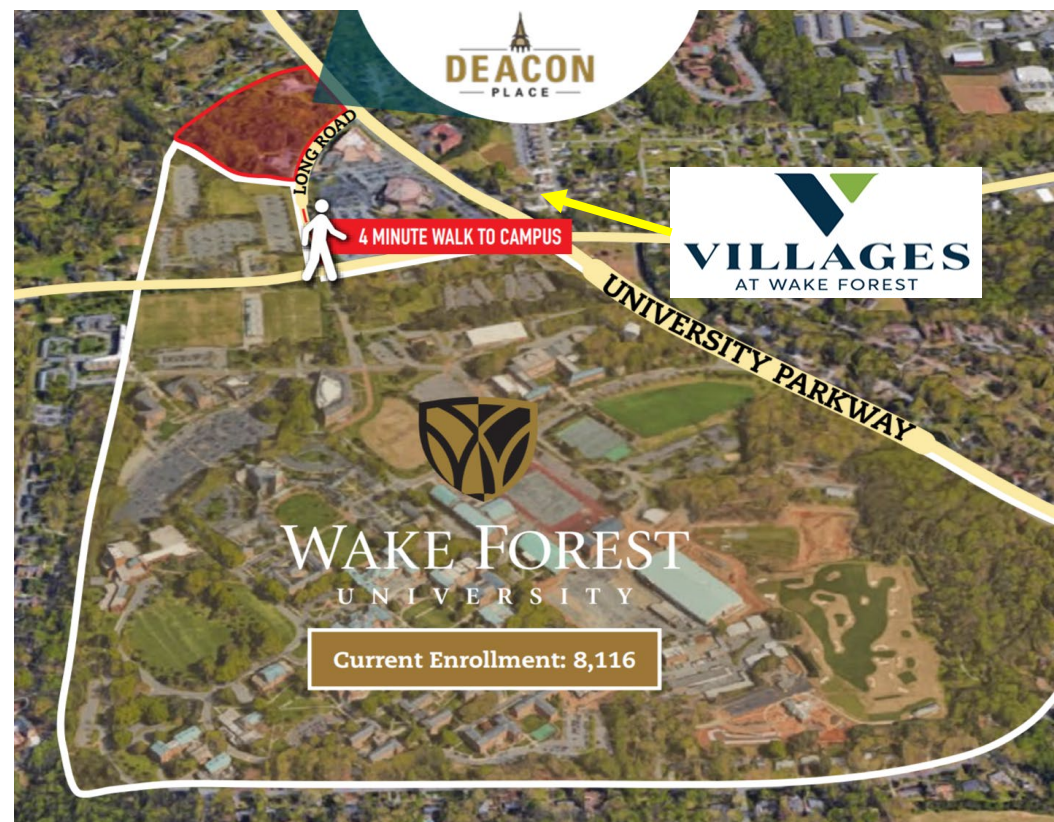 DEACON
PLACE
LONG ROAD
4 MINUTE WALK TO CAMPUS
VILLAGES
AT WAKE FOREST
UNIVERSITY PARKWAY
WAKE FOREST
UNIVERSITY
Current Enrollment: 8,116